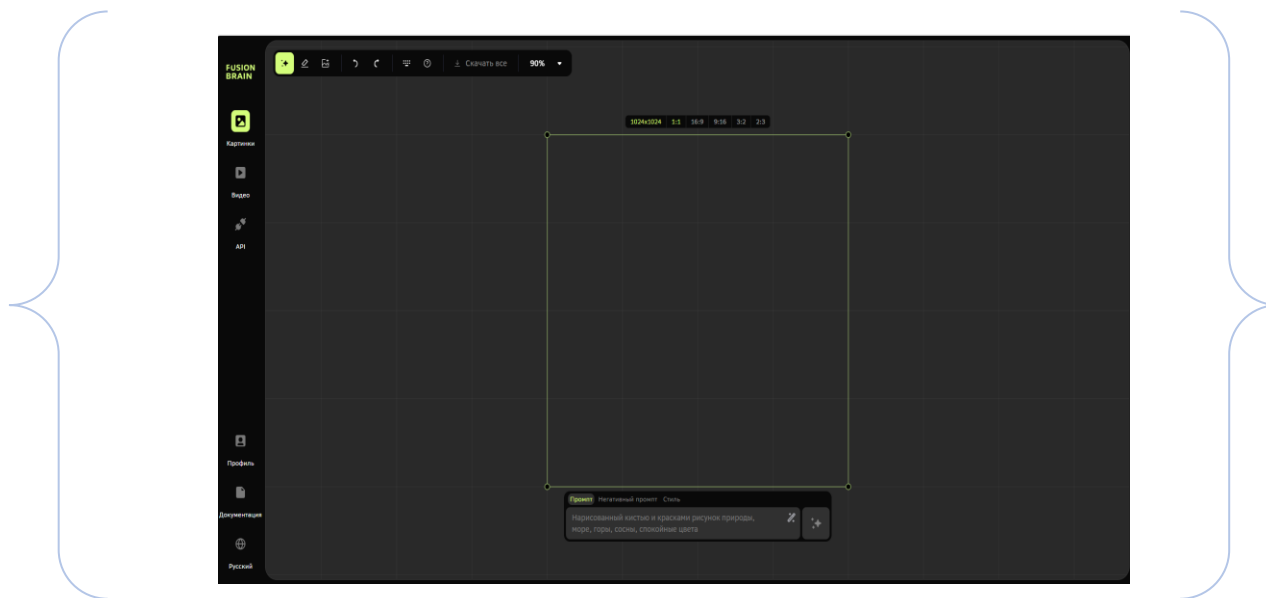 FUSION
BRAIN
Скачать все
90%
1024x1024 1:1 16:9 9:16 3:2 2:3
Картинки
Видео
API
Профиль
Документация
Русский
Промпт Негативный промпт Стиль
Нарисованный кистью и красками рисунок природы,
море, горы, сосны, спокойные цвета